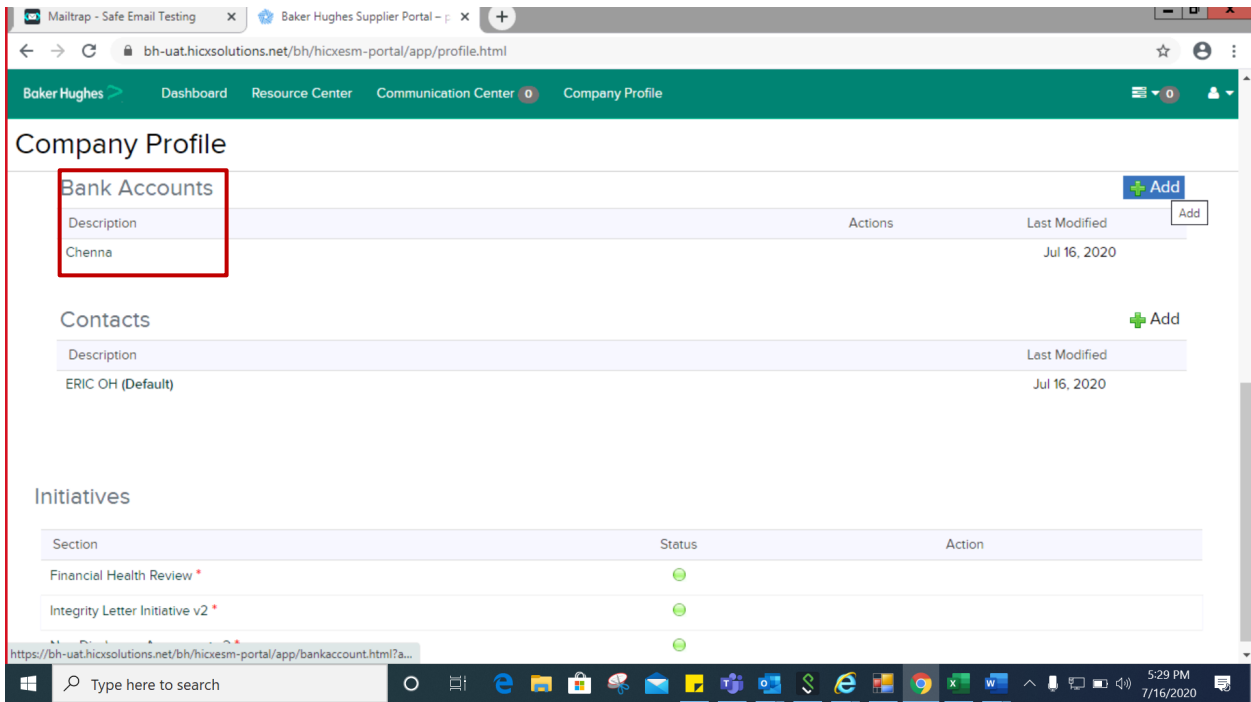 Mailtrap - Safe Email Testing
Baker Hughes Supplier Portal – p
bh-uat.hicxsolutions.net/bh/hicxesm-portal/app/profile.html
Baker Hughes Dashboard Resource Center Communication Center 0 Company Profile 0
Company Profile
Bank Accounts Add
Add
Description Actions Last Modified
Chenna Jul 16, 2020
Contacts Add
Description Last Modified
ERIC OH (Default) Jul 16, 2020
Initiatives
Section Status Action
Financial Health Review *
Integrity Letter Initiative v2 *
https://bh-uat.hicxsolutions.net/bh/hicxesm-portal/app/bankaccount.html?a...
Type here to search
5:29 PM
7/16/2020